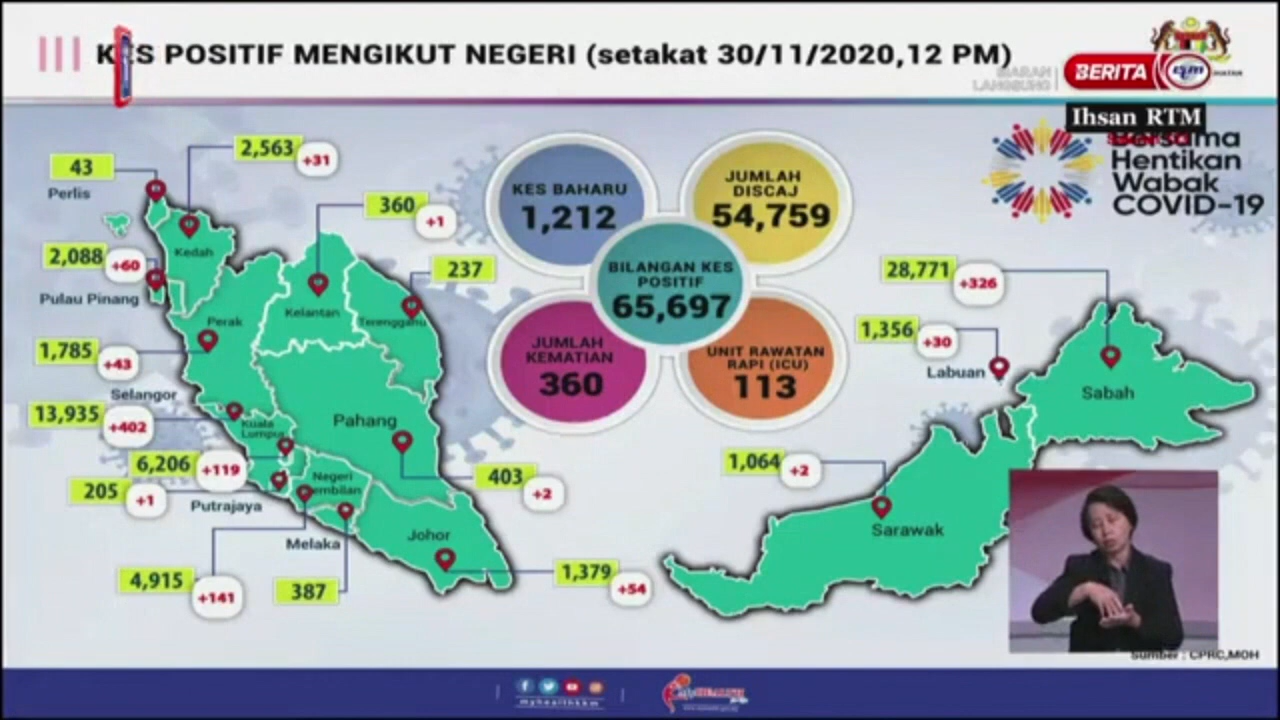 KES POSITIF MENGIKUT NEGERI (setakat 30/11/2020,12 PM)
SIARAN
LANGSUNG
BERITA
Ihsan RTM
Bersama
Hentikan
Wabak
COVID-19
43
Perlis
2,563
+31
Kedah
360
+1
Kelantan
237
Terengganu
2,088
+60
Pulau Pinang
Perak
1,785
+43
Selangor
13,935
+402
Kuala
Lumpur
6,206
+119
205
+1
Putrajaya
Negeri
Sembilan
Melaka
4,915
+141
387
Pahang
403
+2
Johor
1,379
+54
KES BAHARU
1,212
JUMLAH
DISCAJ
54,759
BILANGAN KES
POSITIF
65,697
JUMLAH
KEMATIAN
360
UNIT RAWATAN
RAPI (ICU)
113
28,771
+326
Sabah
1,356
+30
Labuan
1,064
+2
Sarawak
Sumber : CPRC,MOH
myhealthkkm